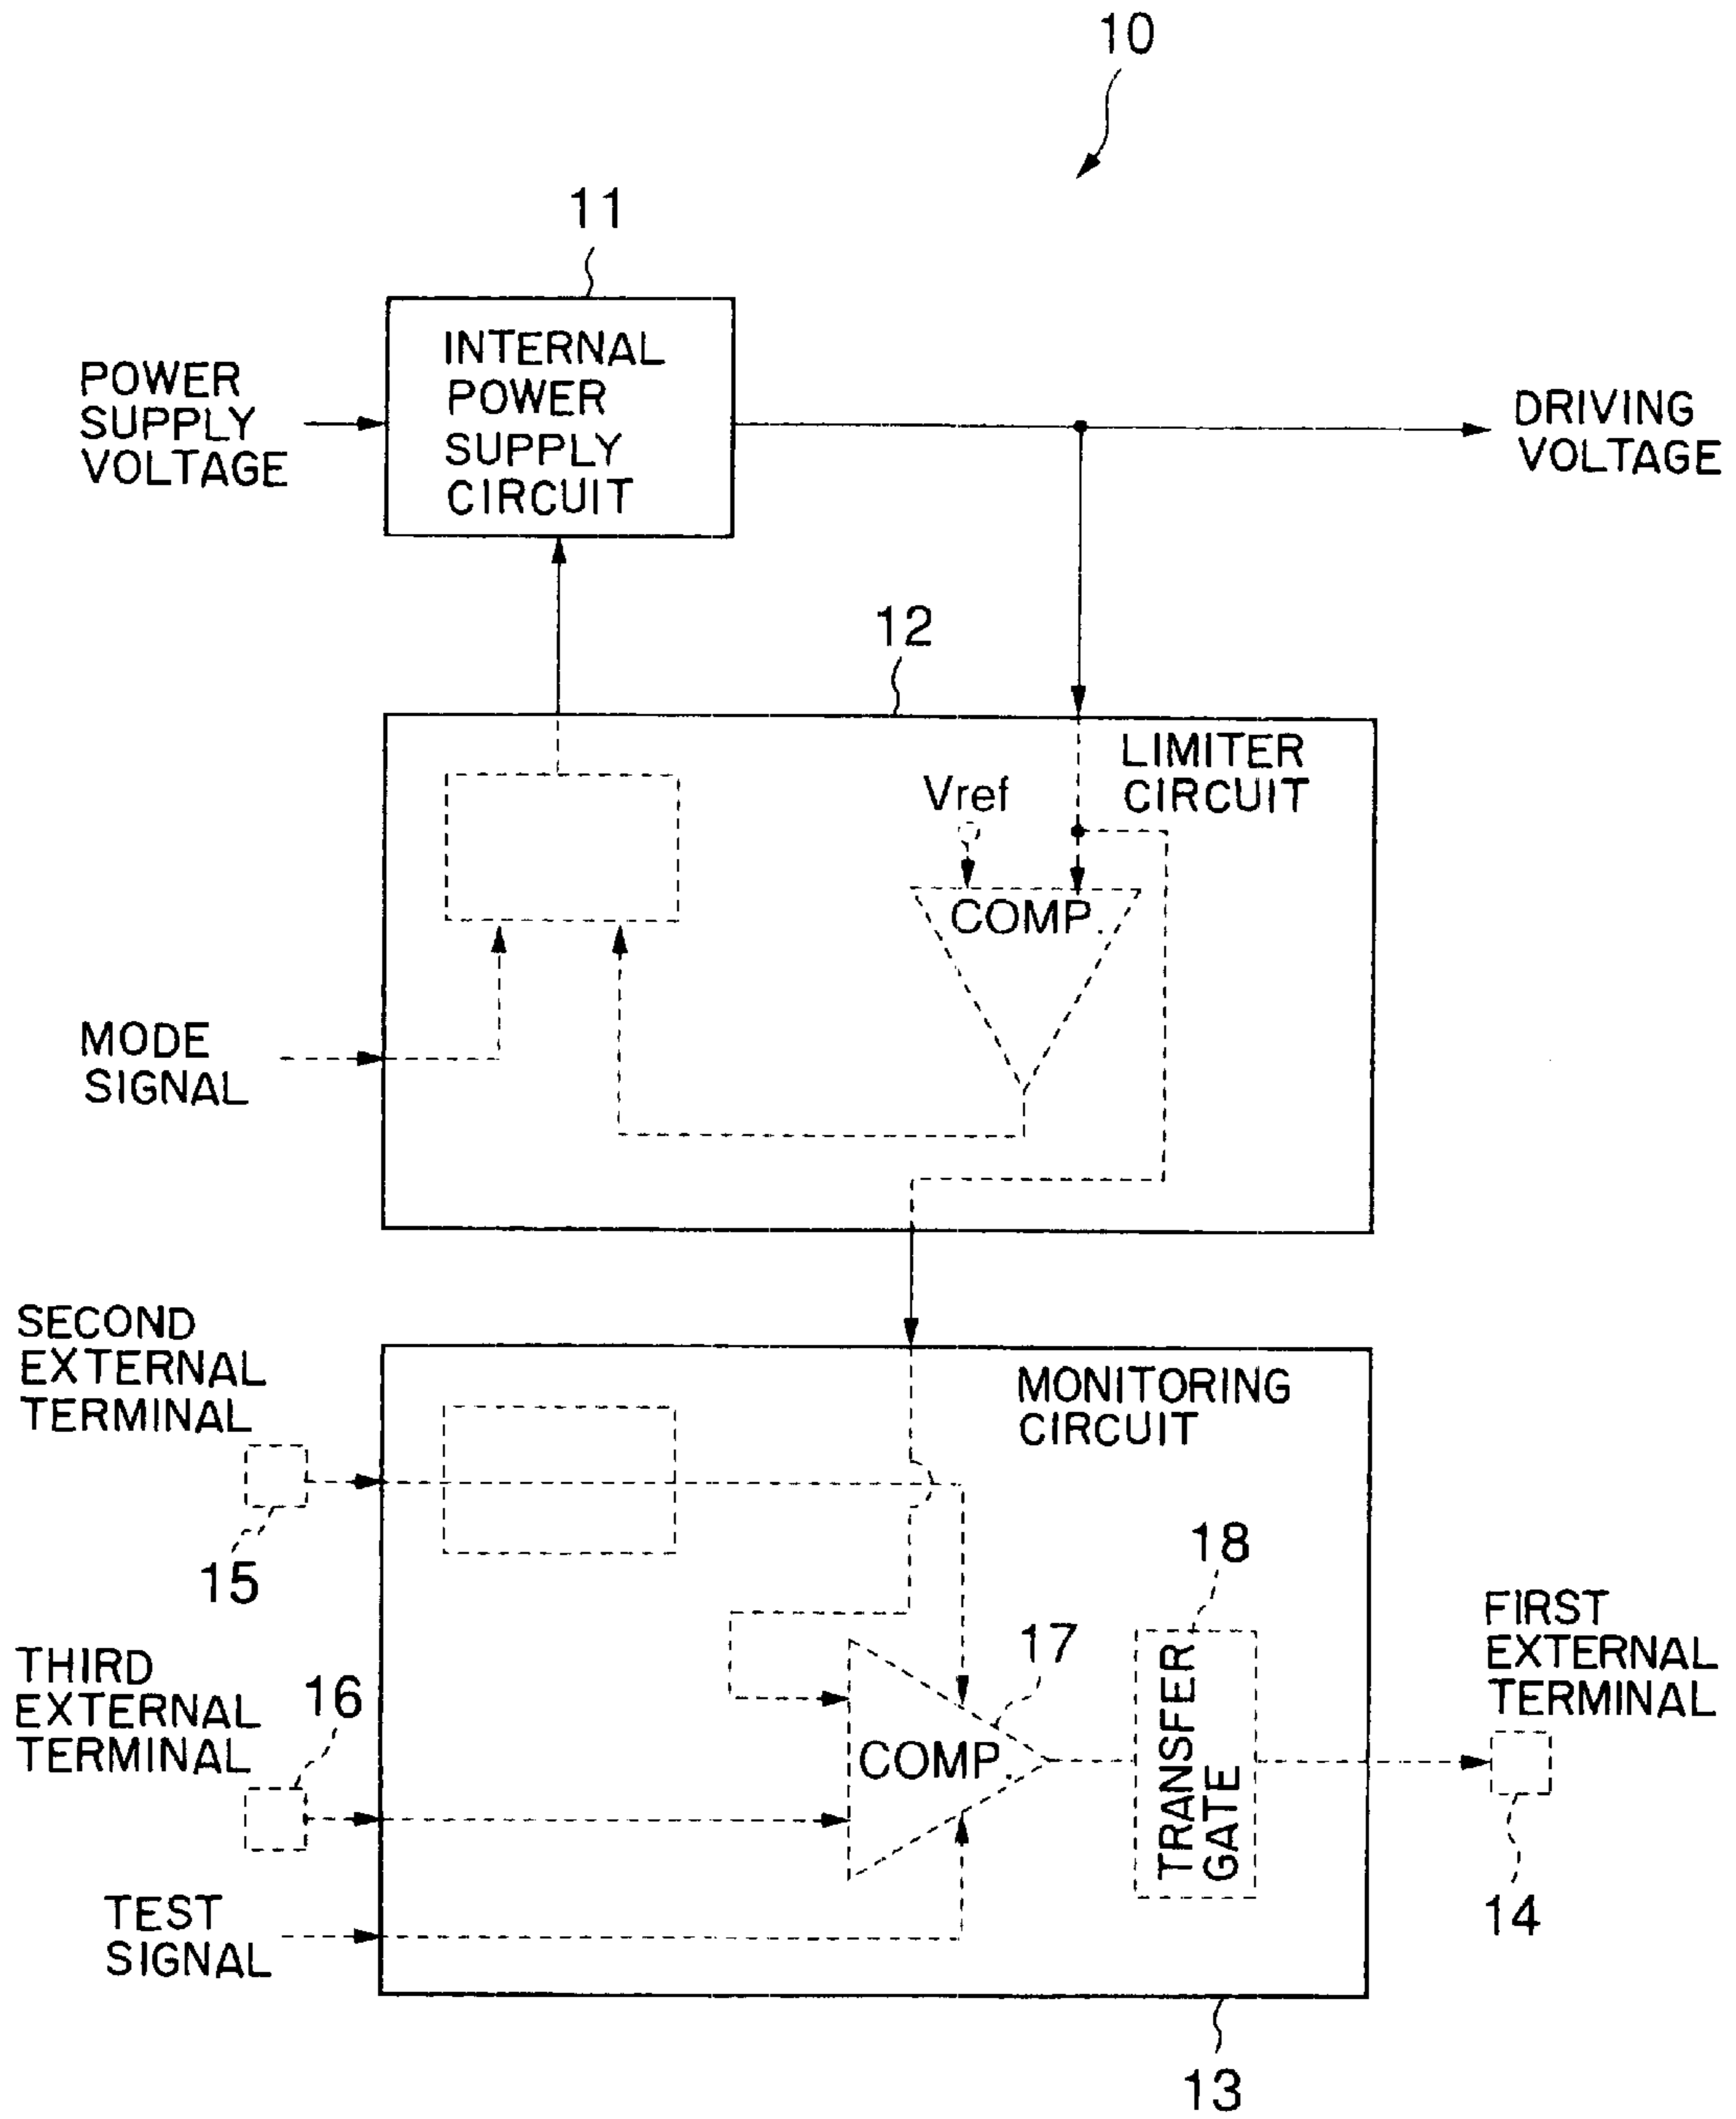 10
11
INTERNAL
POWER
SUPPLY
CIRCUIT
POWER
SUPPLY
VOLTAGE
DRIVING
VOLTAGE
12
LIMITER
CIRCUIT
Vref
COMP.
MODE
SIGNAL
SECOND
EXTERNAL
TERMINAL
15
MONITORING
CIRCUIT
18
17
THIRD
EXTERNAL
TERMINAL
16
COMP.
TRANSFER
GATE
FIRST
EXTERNAL
TERMINAL
14
TEST
SIGNAL
13